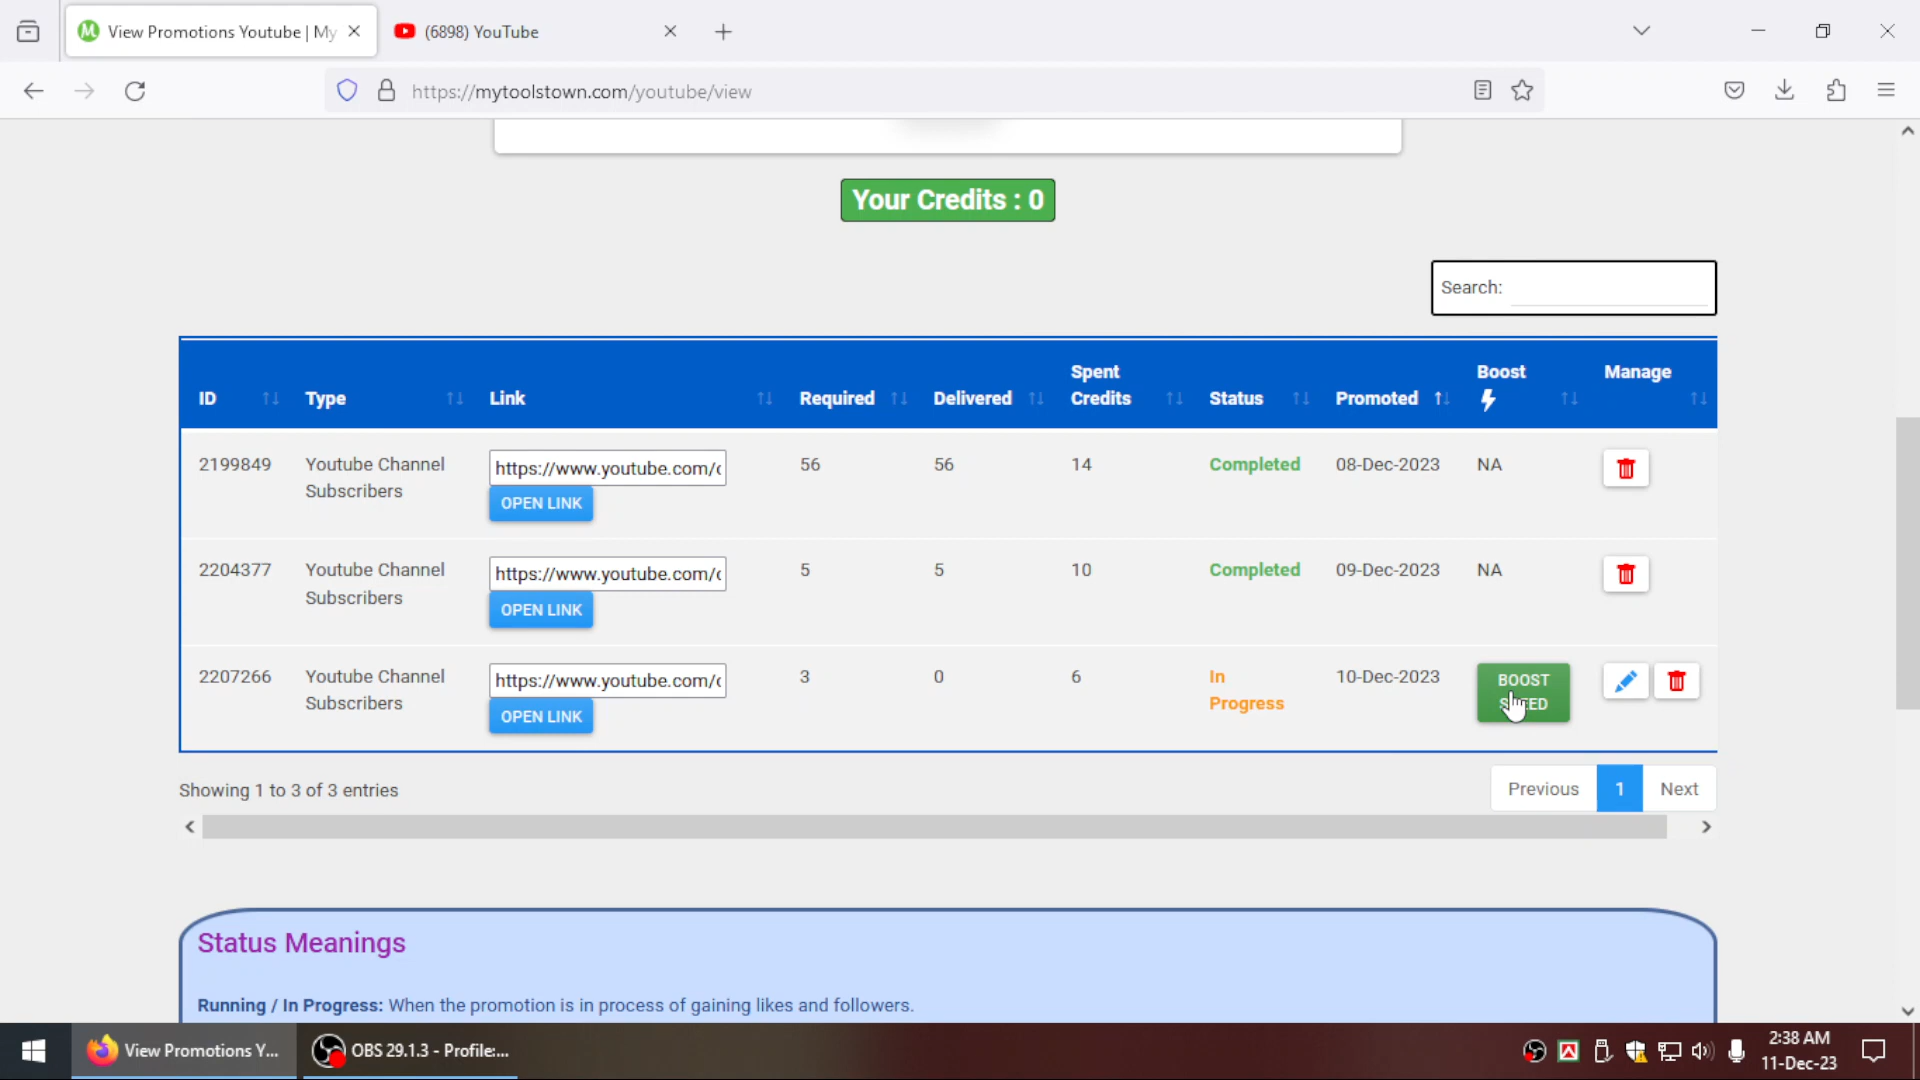 View Promotions Youtube | My
(6898) YouTube
https://mytoolstown.com/youtube/view
Your Credits : 0
Search:
ID Type Link Required Delivered Spent Credits Status Promoted Boost Manage
2199849 Youtube Channel Subscribers https://www.youtube.com/c 56 56 14 Completed 08-Dec-2023 NA
OPEN LINK
2204377 Youtube Channel Subscribers https://www.youtube.com/c 5 5 10 Completed 09-Dec-2023 NA
OPEN LINK
2207266 Youtube Channel Subscribers https://www.youtube.com/c 3 0 6 In Progress 10-Dec-2023 BOOST
OPEN LINK
Showing 1 to 3 of 3 entries
Previous 1 Next
Status Meanings
Running / In Progress: When the promotion is in process of gaining likes and followers.
View Promotions Y...
OBS 29.1.3 - Profile:...
2:38 AM
11-Dec-23